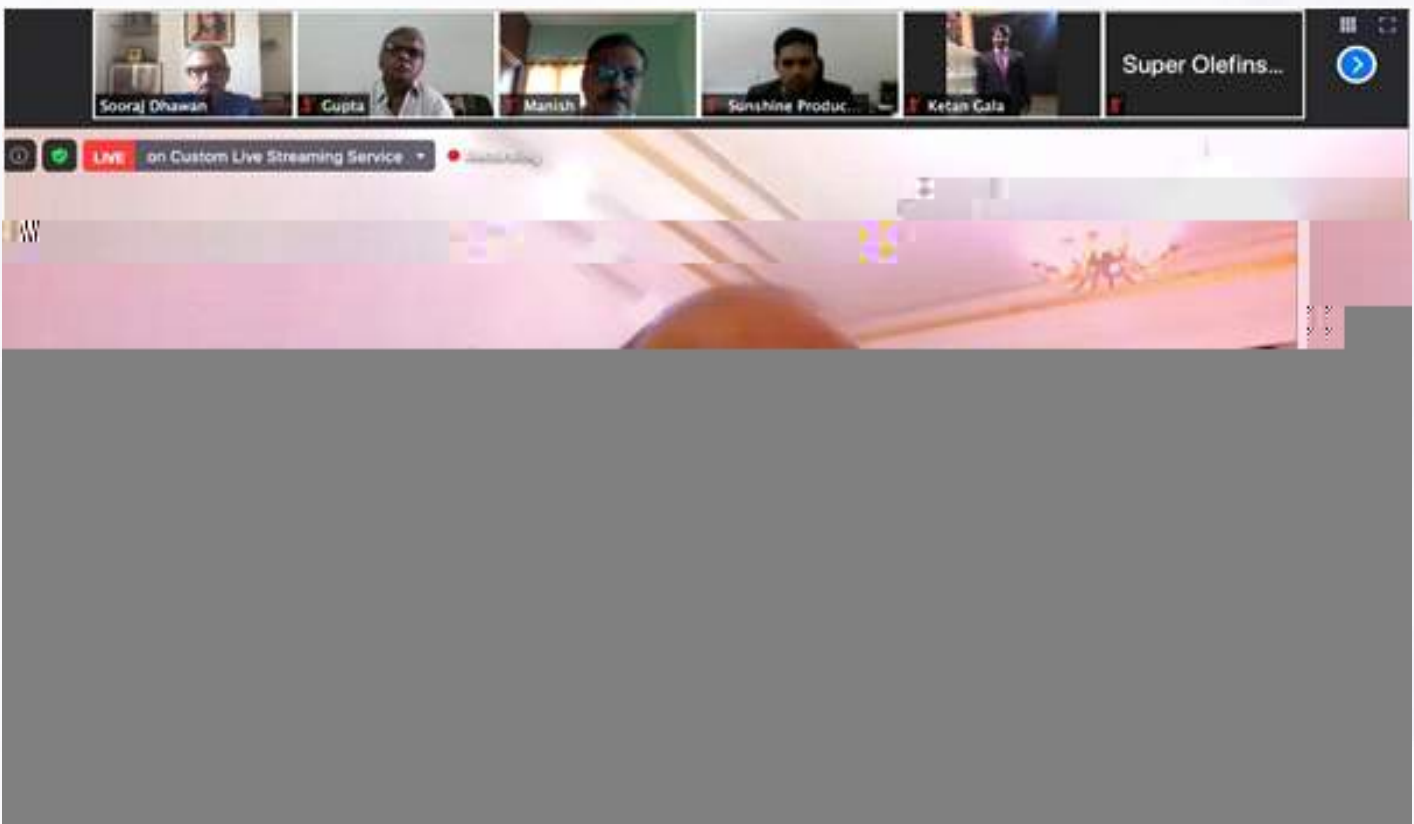 Super Olefins...
Sooraj Dhawan
Gupta
Manish
Sunshine Produc...
Ketan Gala
LIVE on Custom Live Streaming Service